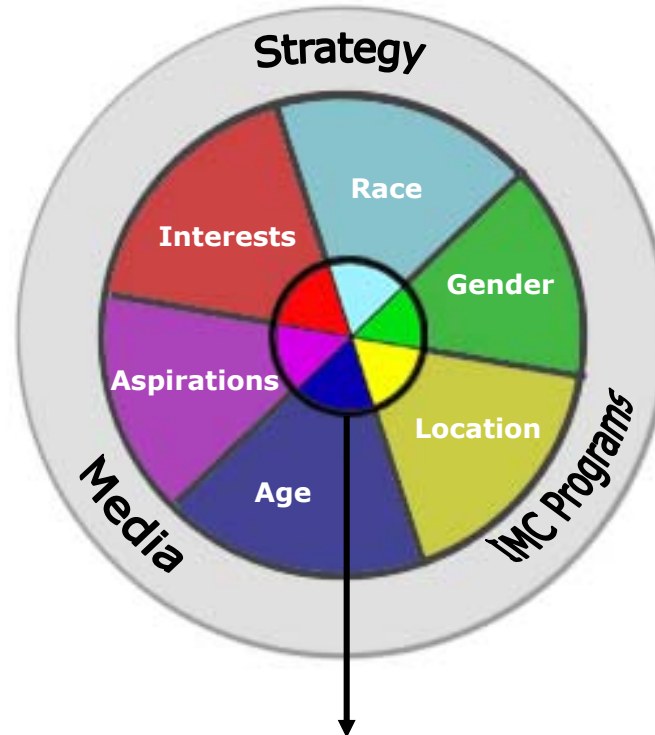 Strategy
Race
Interests
Gender
Aspirations
Location
Age
Media
IMC Programs